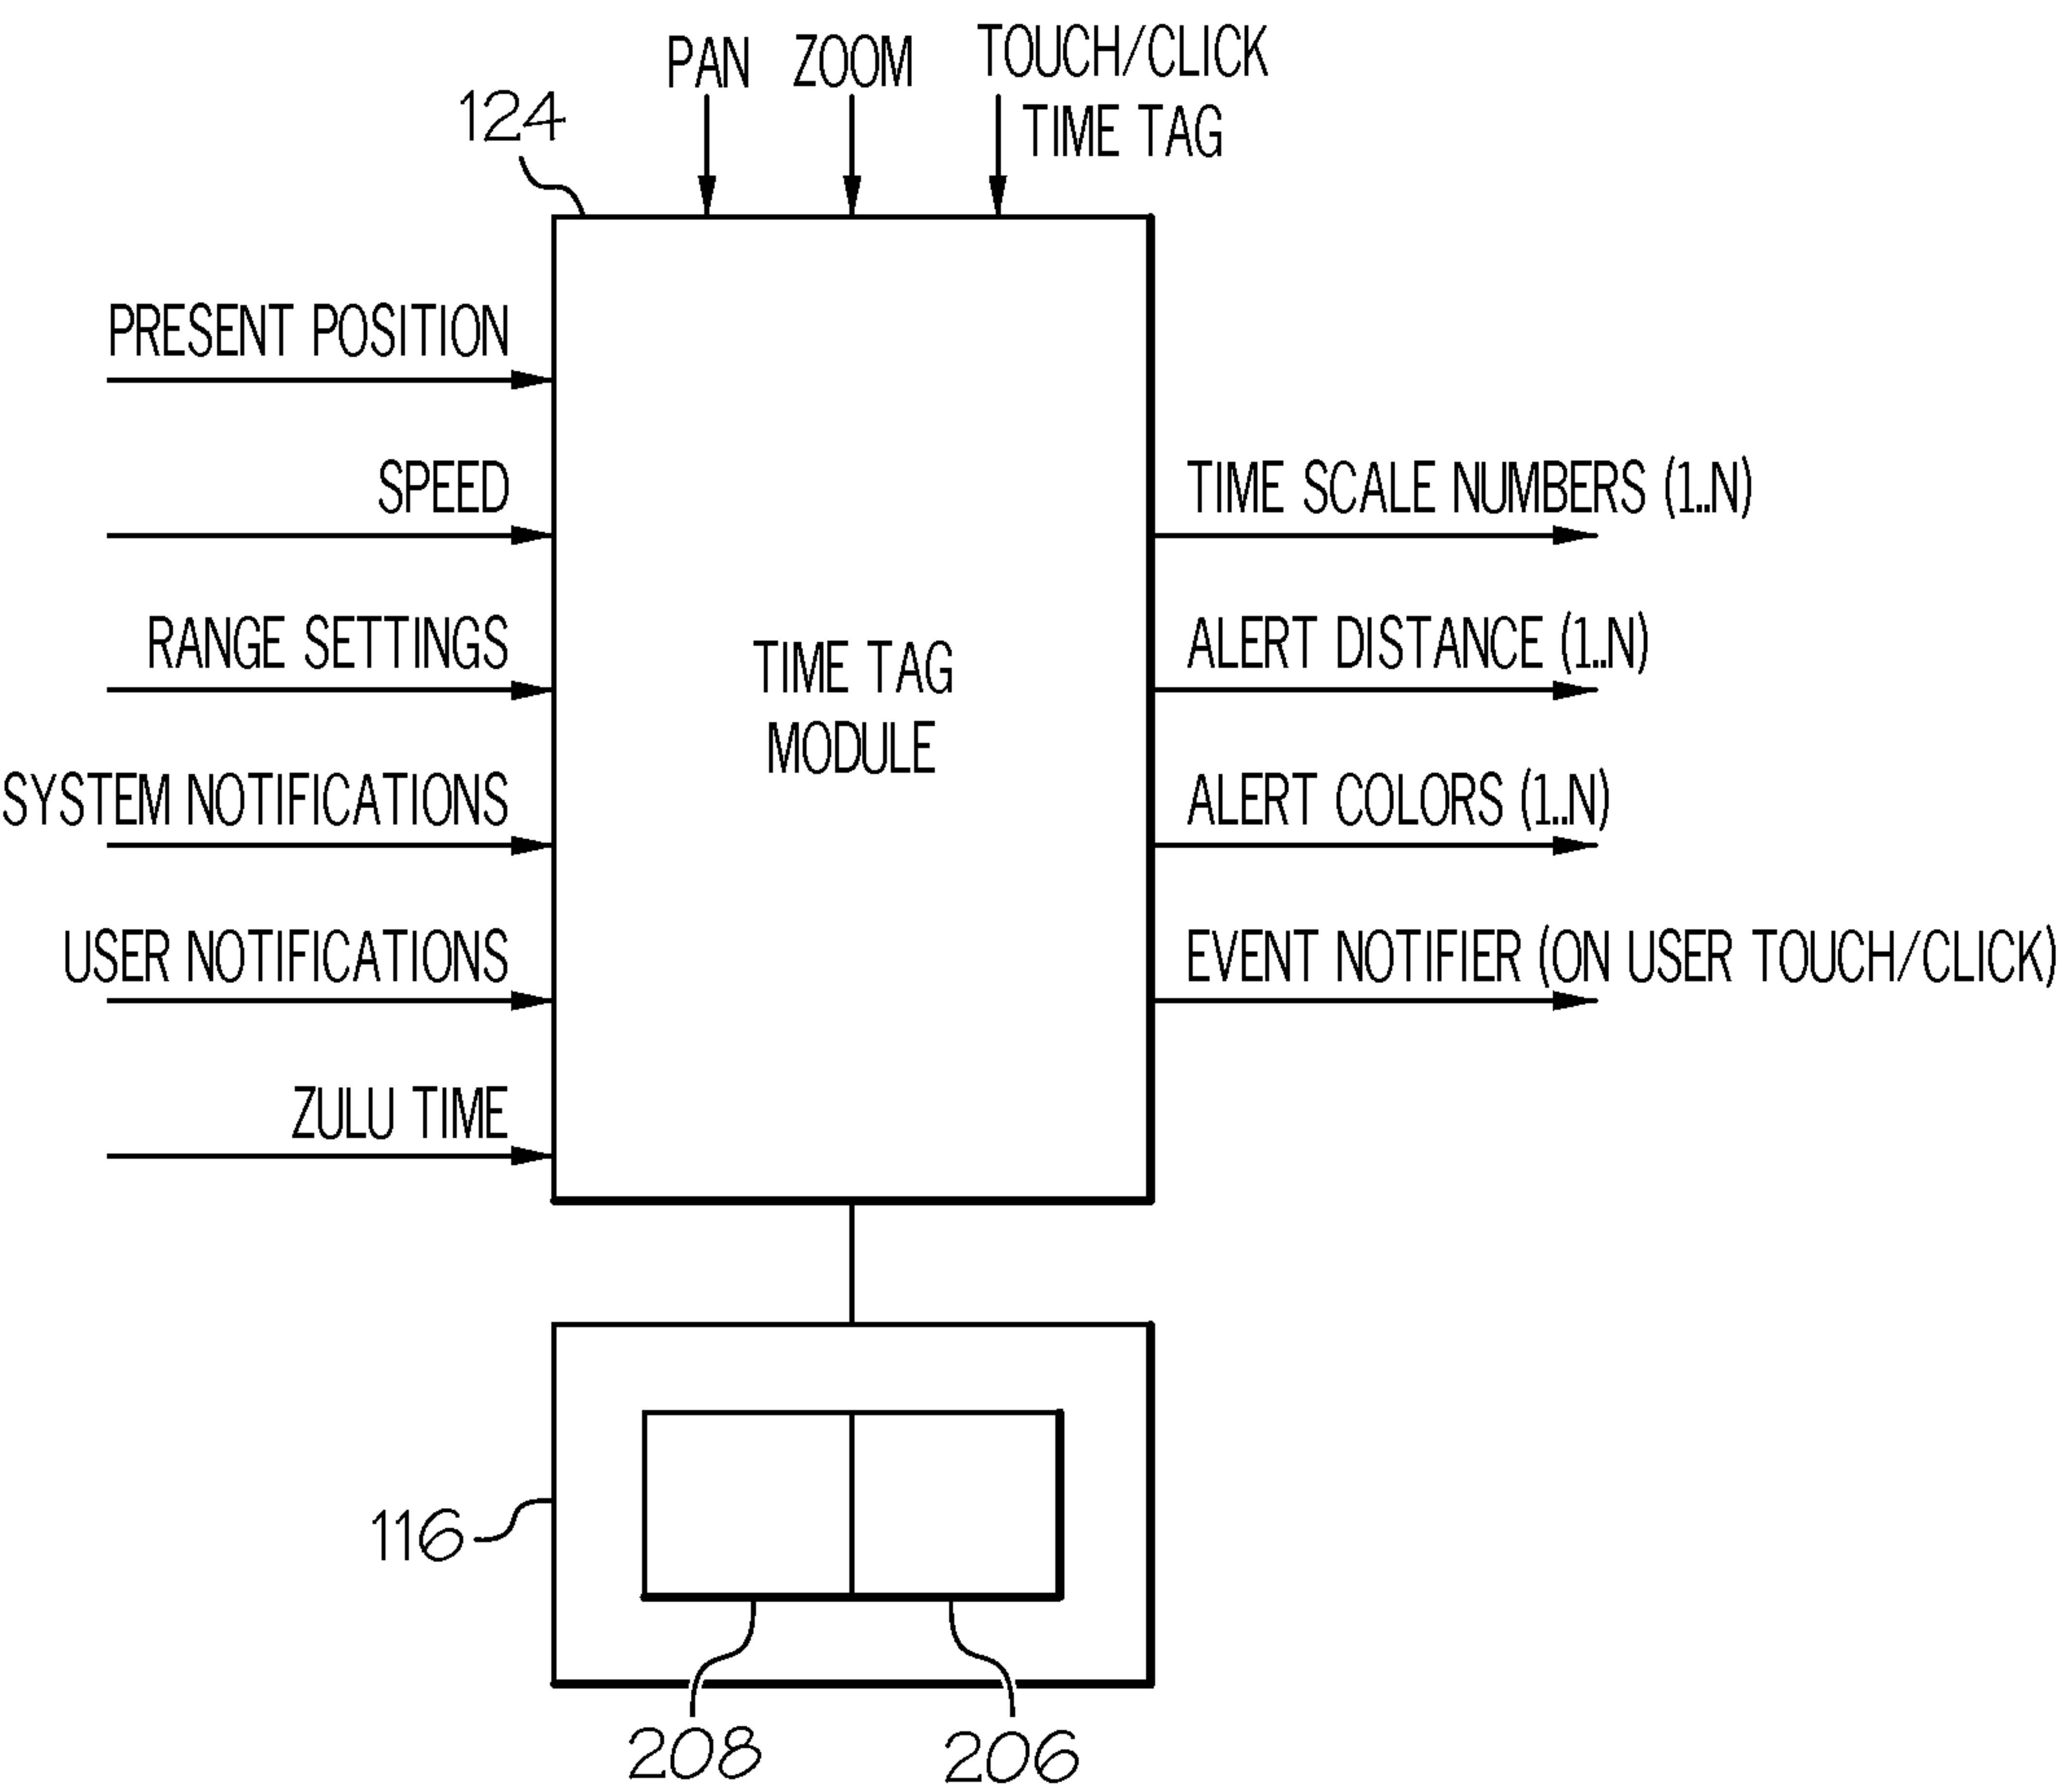 PAN ZOOM TOUCH/CLICK
TIME TAG
124
PRESENT POSITION
SPEED
RANGE SETTINGS
SYSTEM NOTIFICATIONS
USER NOTIFICATIONS
ZULU TIME
TIME TAG
MODULE
TIME SCALE NUMBERS (1..N)
ALERT DISTANCE (1..N)
ALERT COLORS (1..N)
EVENT NOTIFIER (ON USER TOUCH/CLICK)
116
208 206